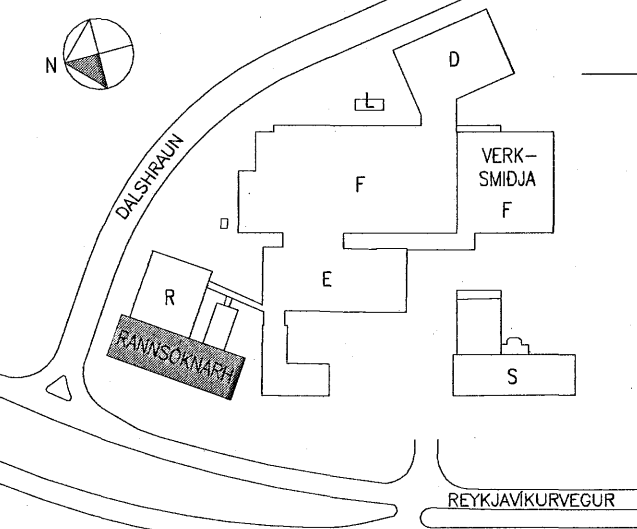 N
D
L
DALSHRAUN
VERK-
SMIÐJA
F
F
E
R
RANNSÓKNARH
S
REYKJAVÍKURVEGUR